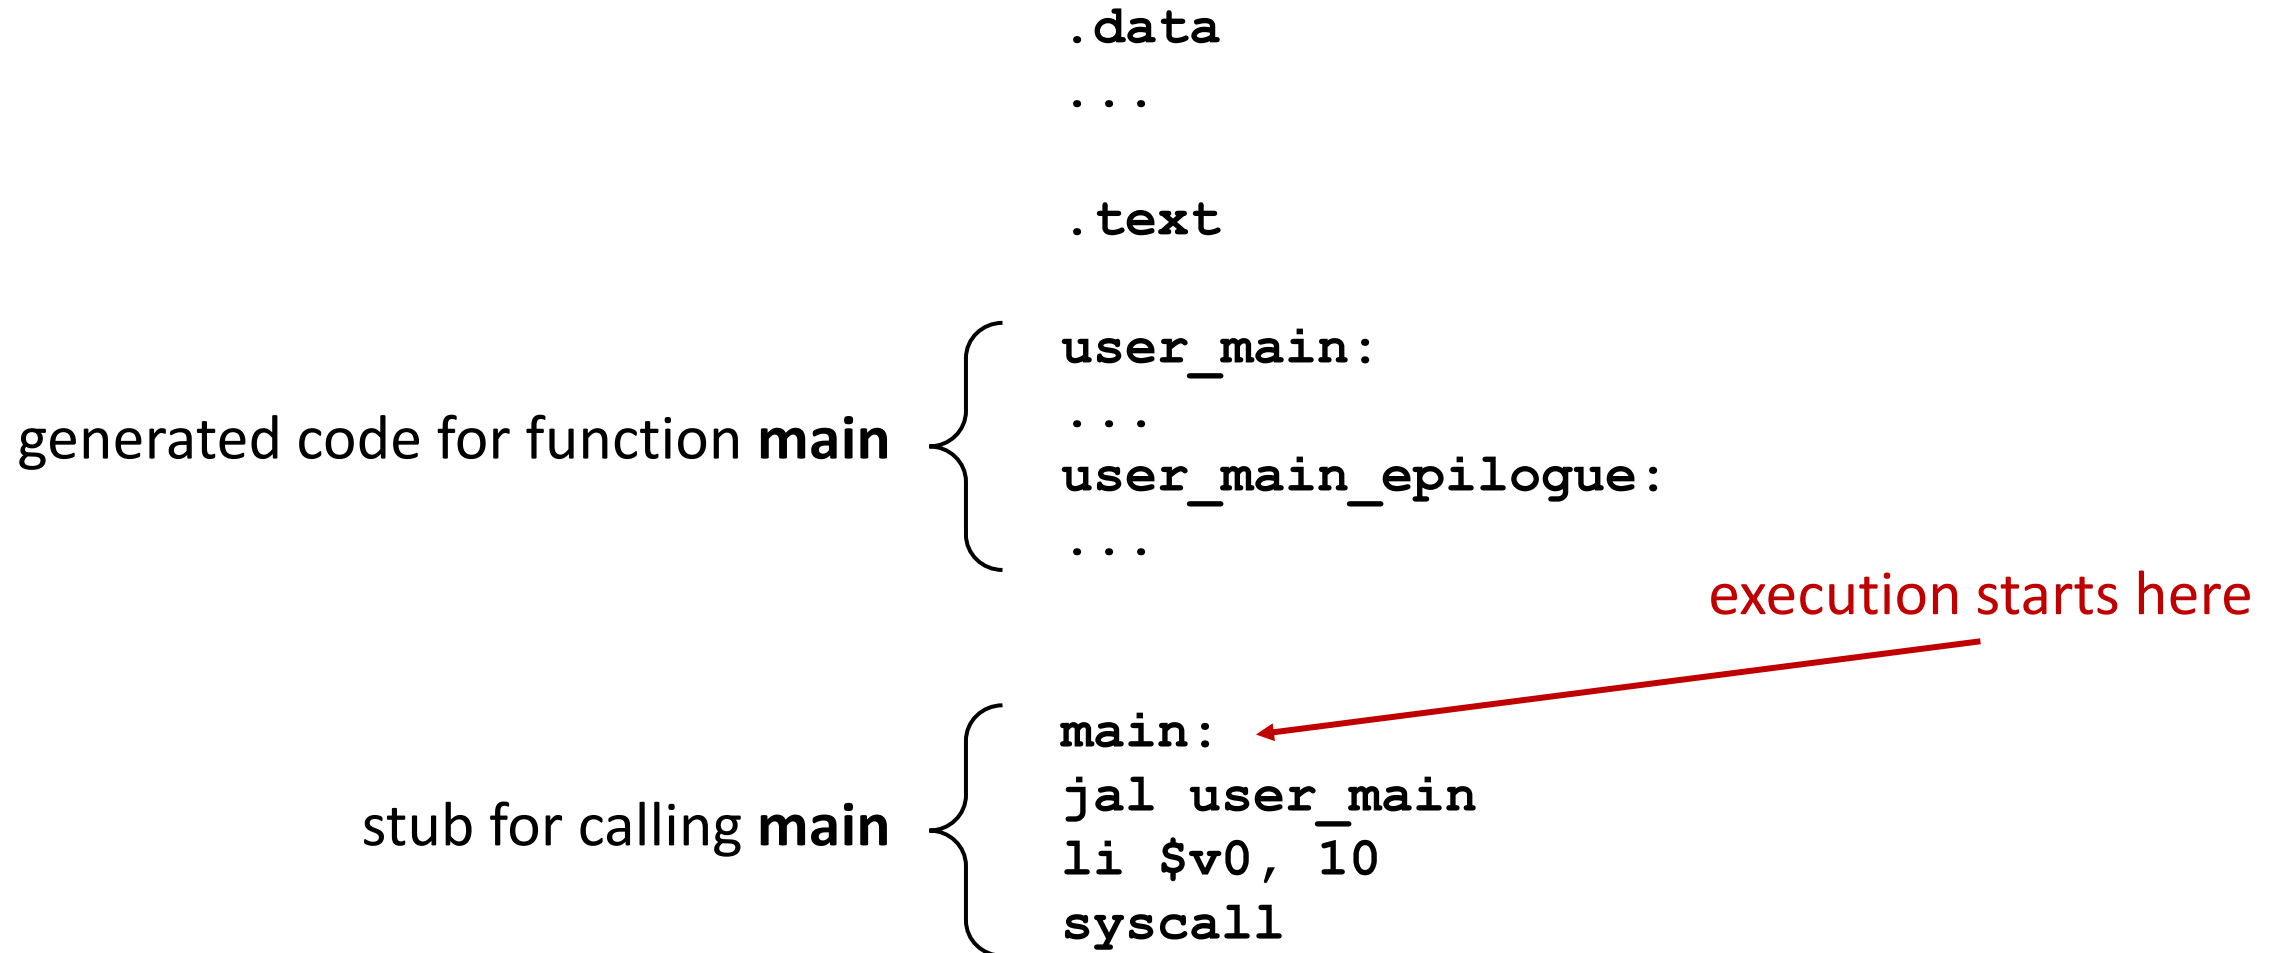 .data
...
.text
user_main:
...
generated code for function main
user_main_epilogue:
...
execution starts here
main:
jal user_main
stub for calling main
li $v0, 10
syscall